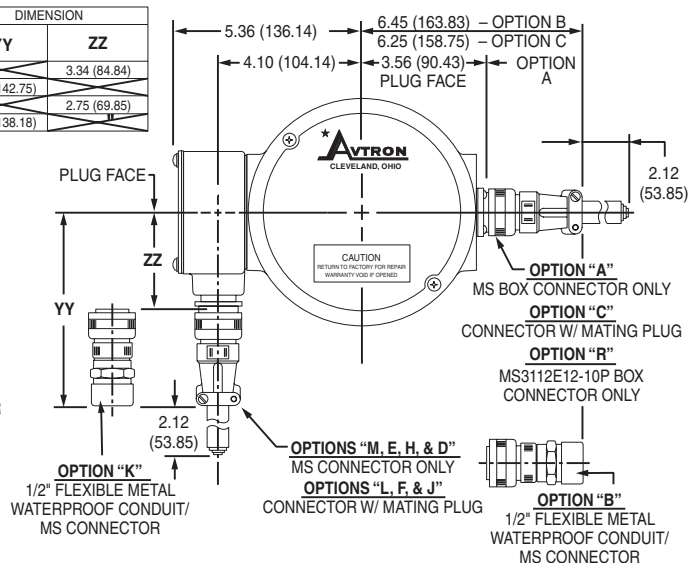 DIMENSION
YY ZZ
3.34 (84.84)
142.75)
2.75 (69.85)
138.18)
5.36 (136.14)
6.45 (163.83) – OPTION B
6.25 (158.75) – OPTION C
4.10 (104.14)
3.56 (90.43)
PLUG FACE
OPTION
A
AVTRON
CLEVELAND, OHIO
2.12
(53.85)
PLUG FACE
ZZ
YY
CAUTION
RETURN TO FACTORY FOR REPAIR
WARRANTY VOID IF OPENED
OPTION "A"
MS BOX CONNECTOR ONLY
OPTION "C"
CONNECTOR W/ MATING PLUG
OPTION "R"
MS3112E12-10P BOX
CONNECTOR ONLY
2.12
(53.85)
OPTIONS "M, E, H, & D"
MS CONNECTOR ONLY
OPTIONS "L, F, & J"
CONNECTOR W/ MATING PLUG
OPTION "K"
1/2" FLEXIBLE METAL
WATERPROOF CONDUIT/
MS CONNECTOR
OPTION "B"
1/2" FLEXIBLE METAL
WATERPROOF CONDUIT/
MS CONNECTOR